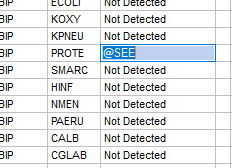 BIP ECOLI Not Detected
BIP KOXY Not Detected
BIP KPNEU Not Detected
BIP PROTE @SEE
BIP SMARC Not Detected
BIP HINF Not Detected
BIP NMEN Not Detected
BIP PAERU Not Detected
BIP CALB Not Detected
BIP CGLAB Not Detected